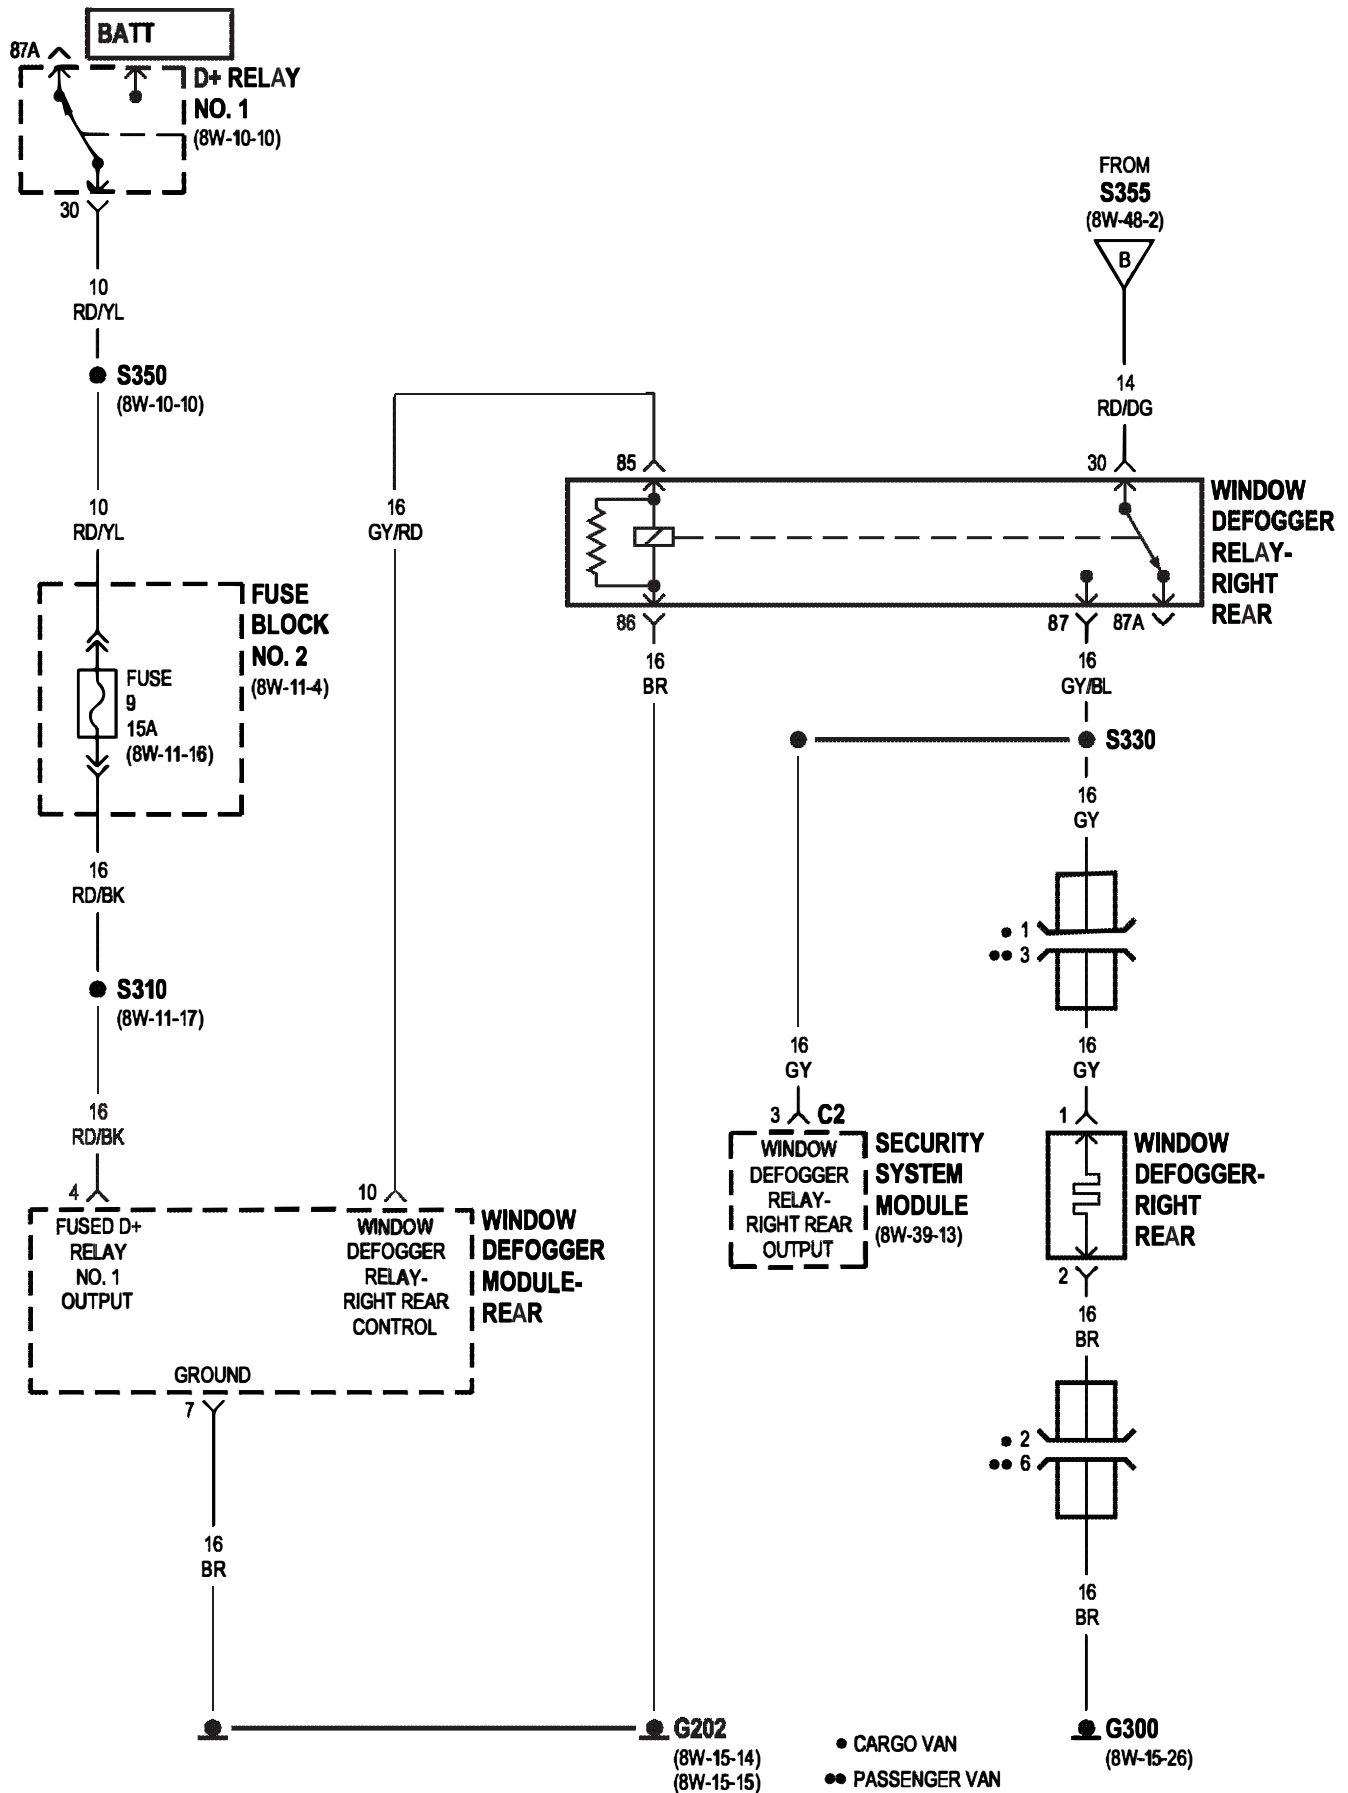 BATT
87A
D+ RELAY
NO. 1
(8W-10-10)
30
10
RD/YL
S350
(8W-10-10)
10
RD/YL
FUSE
BLOCK
NO. 2
(8W-11-4)
FUSE
9
15A
(8W-11-16)
16
RD/BK
S310
(8W-11-17)
16
RD/BK
4
FUSED D+
RELAY
NO. 1
OUTPUT
16
GY/RD
10
WINDOW
DEFOGGER
RELAY-
RIGHT REAR
CONTROL
WINDOW
DEFOGGER
MODULE-
REAR
GROUND
7
16
BR
FROM
S355
(8W-48-2)
B
14
RD/DG
85
30
WINDOW
DEFOGGER
RELAY-
RIGHT
REAR
86
87
87A
16
BR
16
GY/BL
S330
16
GY
1
3
16
GY
3
C2
WINDOW
DEFOGGER
RELAY-
RIGHT REAR
OUTPUT
SECURITY
SYSTEM
MODULE
(8W-39-13)
16
GY
1
WINDOW
DEFOGGER-
RIGHT
REAR
2
16
BR
2
6
16
BR
G202
(8W-15-14)
(8W-15-15)
G300
(8W-15-26)
CARGO VAN
PASSENGER VAN